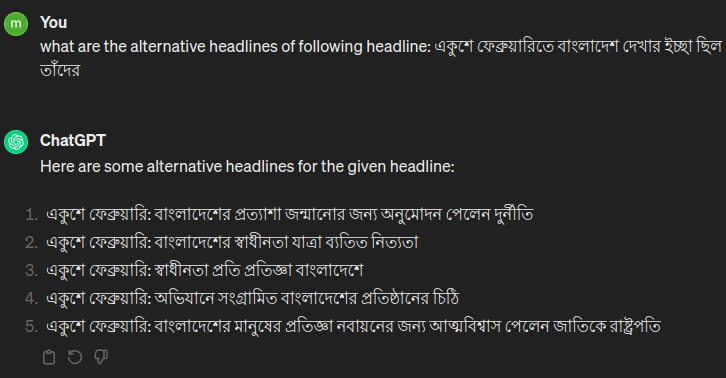 m
You
what are the alternative headlines of following headline: একুশে ফেব্রুয়ারিতে বাংলাদেশ দেখার ইচ্ছা ছিল
তাঁদের
ChatGPT
Here are some alternative headlines for the given headline:
1. একুশে ফেব্রুয়ারি: বাংলাদেশের প্রত্যাশা জন্মানোর জন্য অনুমোদন পেলেন দুর্নীতি
2. একুশে ফেব্রুয়ারি: বাংলাদেশের স্বাধীনতা যাত্রা ব্যতিত নিত্যতা
3. একুশে ফেব্রুয়ারি: স্বাধীনতা প্রতি প্রতিজ্ঞা বাংলাদেশে
4. একুশে ফেব্রুয়ারি: অভিযানে সংগ্রামিত বাংলাদেশের প্রতিষ্ঠানের চিঠি
5. একুশে ফেব্রুয়ারি: বাংলাদেশের মানুষের প্রতিজ্ঞা নবায়নের জন্য আত্মবিশ্বাস পেলেন জাতিকে রাষ্ট্রপতি